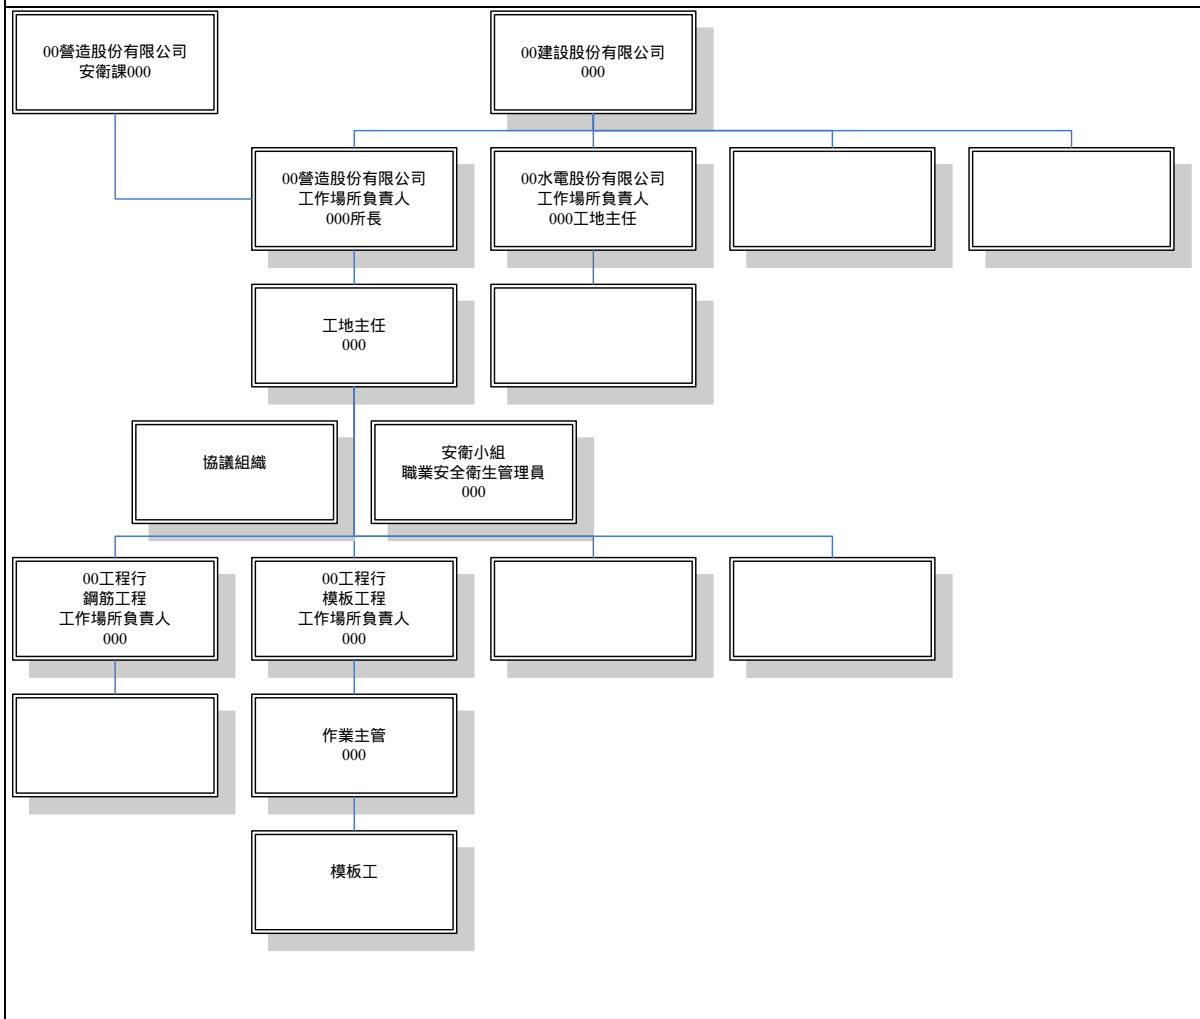 00營造股份有限公司
安衛課000
00建設股份有限公司
000
00營造股份有限公司
工作場所負責人
000所長
00水電股份有限公司
工作場所負責人
000工地主任
工地主任
000
協議組織
安衛小組
職業安全衛生管理員
000
00工程行
鋼筋工程
工作場所負責人
000
00工程行
模板工程
工作場所負責人
000
作業主管
000
模板工